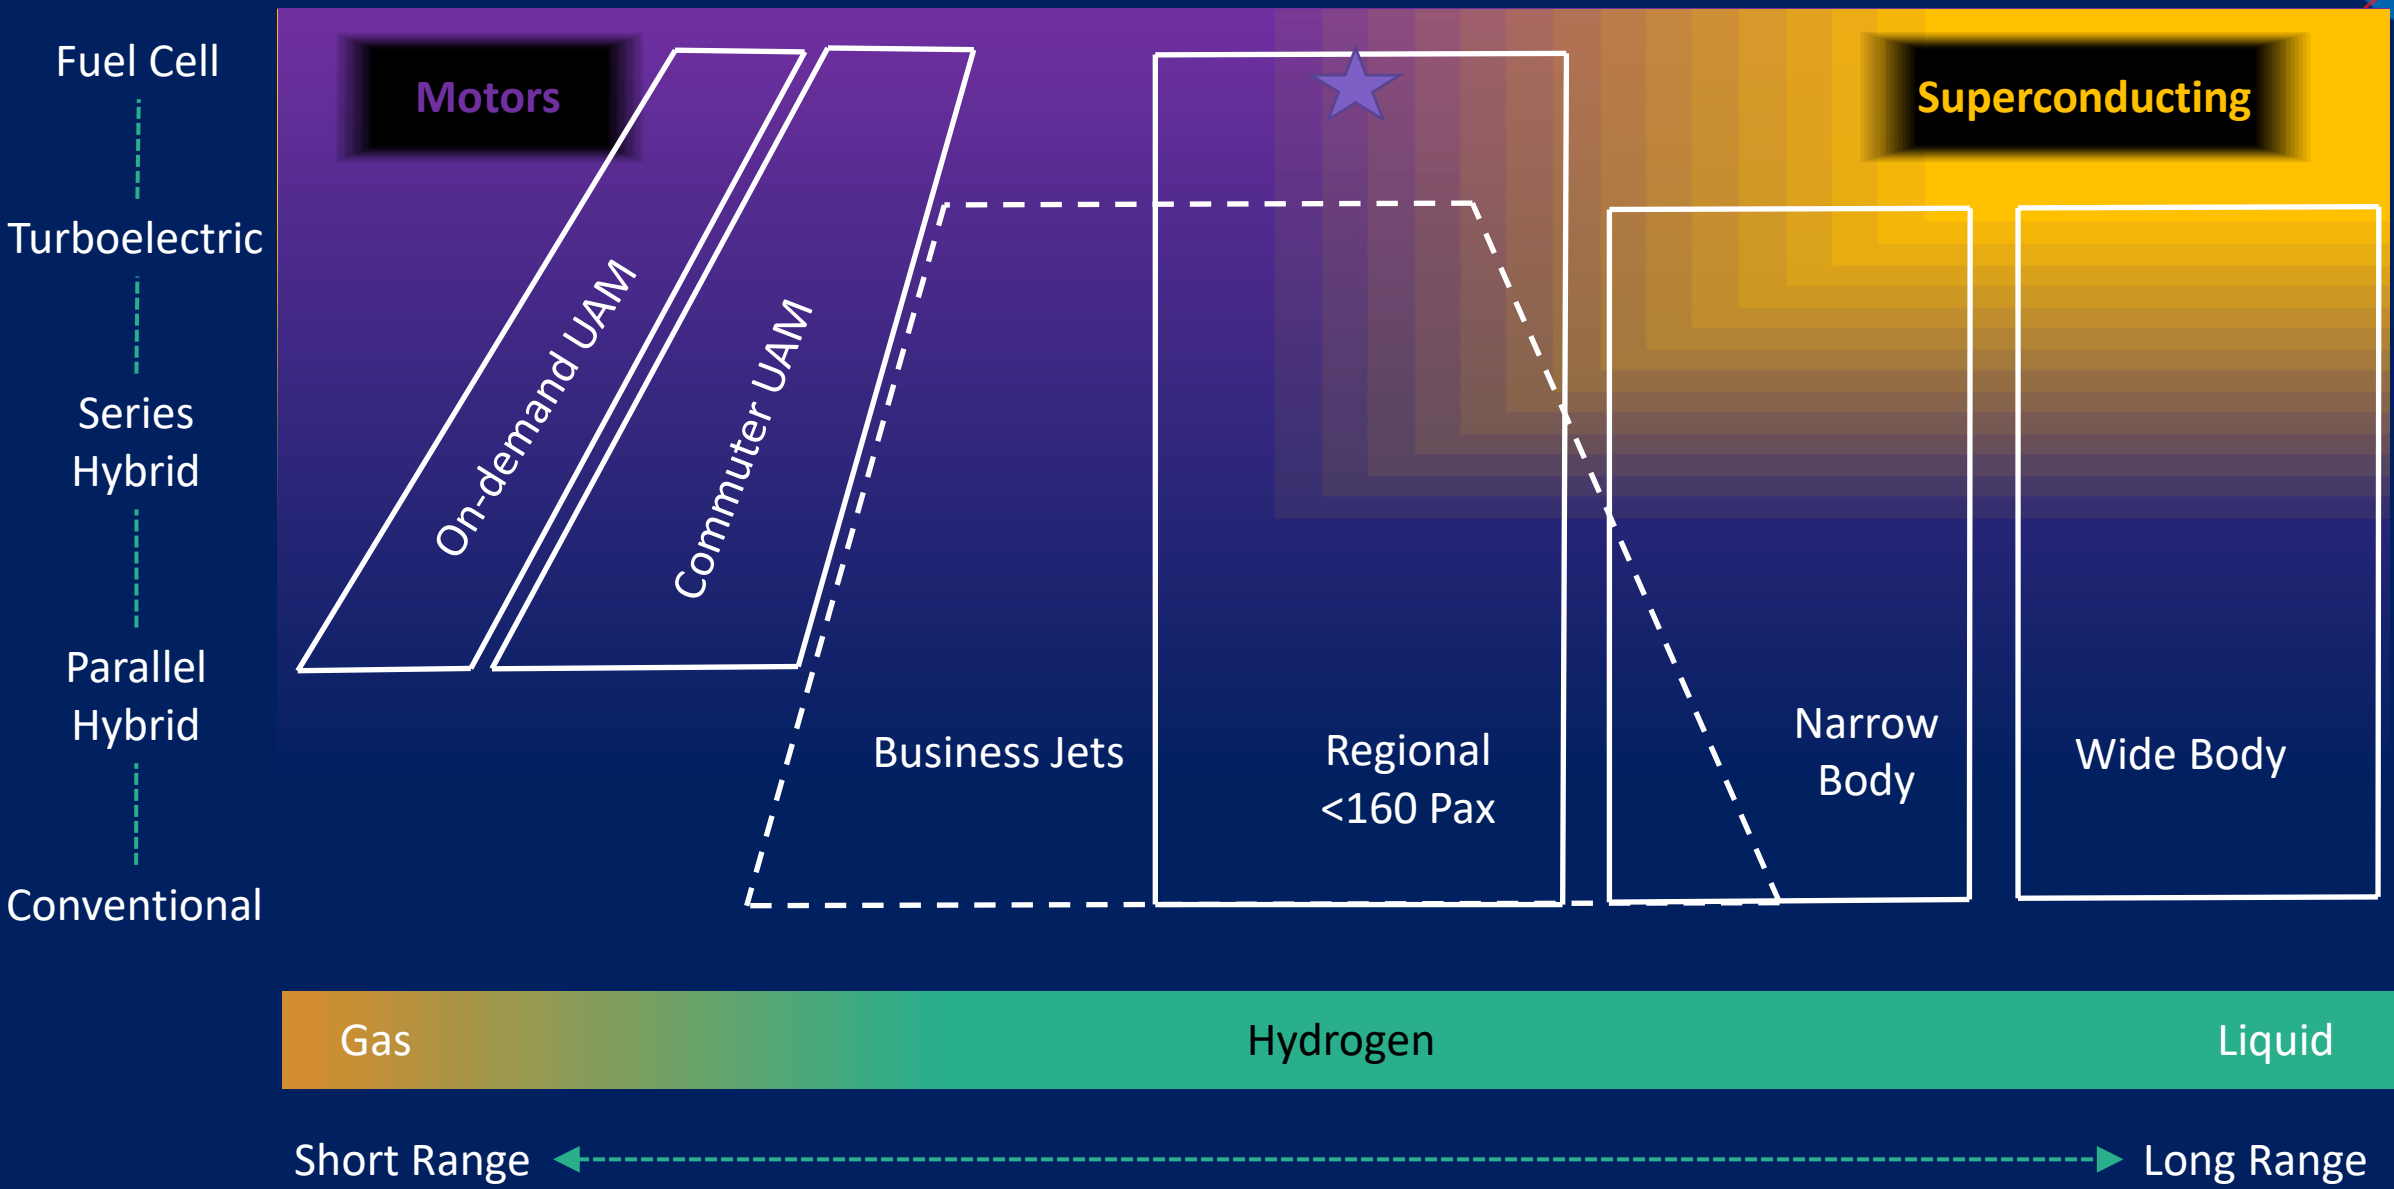 Fuel Cell
Turboelectric
Series
Hybrid
Parallel
Hybrid
Conventional
Motors
Superconducting
On-demand UAM
Commuter UAM
Business Jets
Regional
<160 Pax
Narrow
Body
Wide Body
Gas
Hydrogen
Liquid
Short Range
Long Range